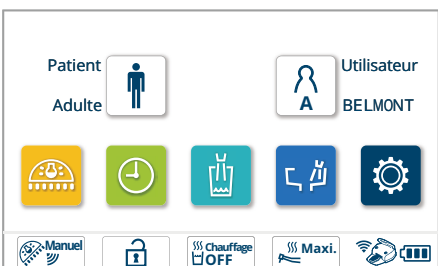 Patient
Adulte
Utilisateur
A
BELMONT
Manuel
Chauffage
OFF
Maxi.